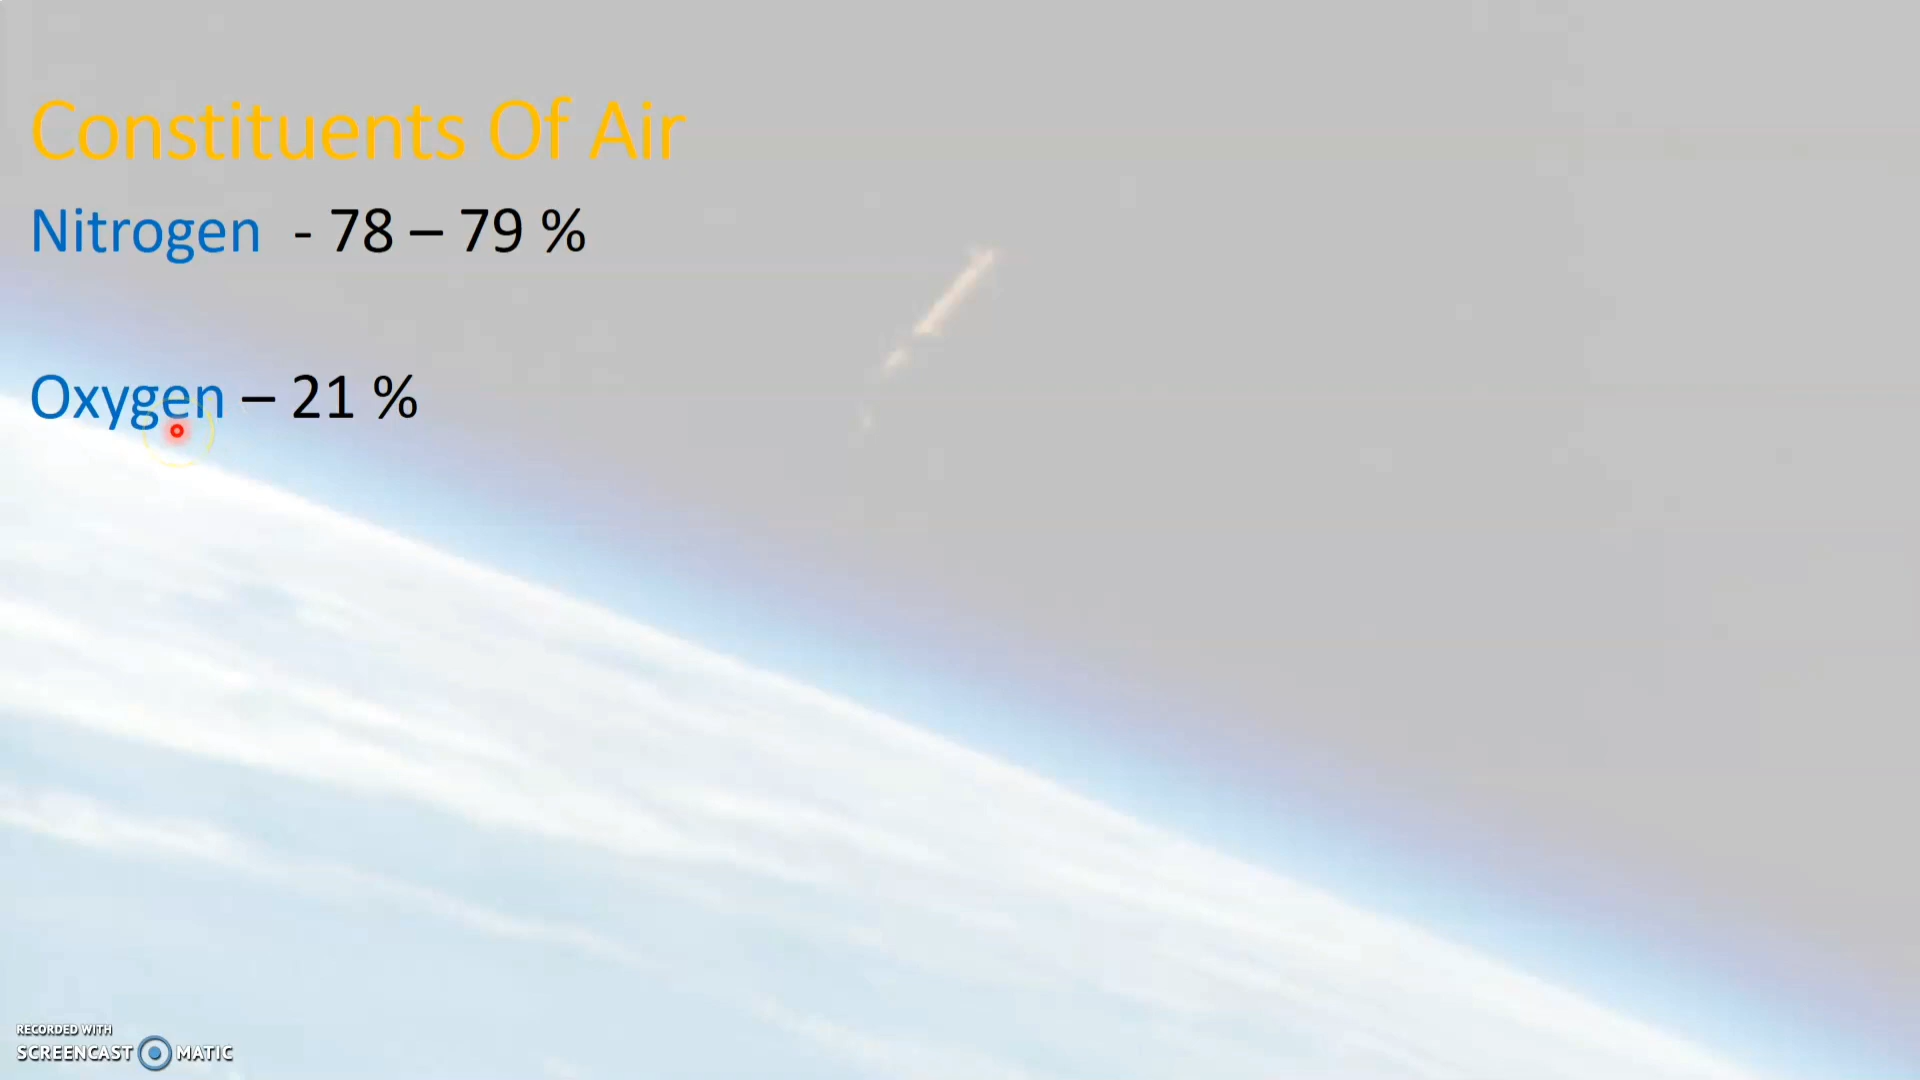 Constituents Of Air
Nitrogen - 78 – 79 %
Oxygen – 21 %
RECORDED WITH
SCREENCAST MATIC